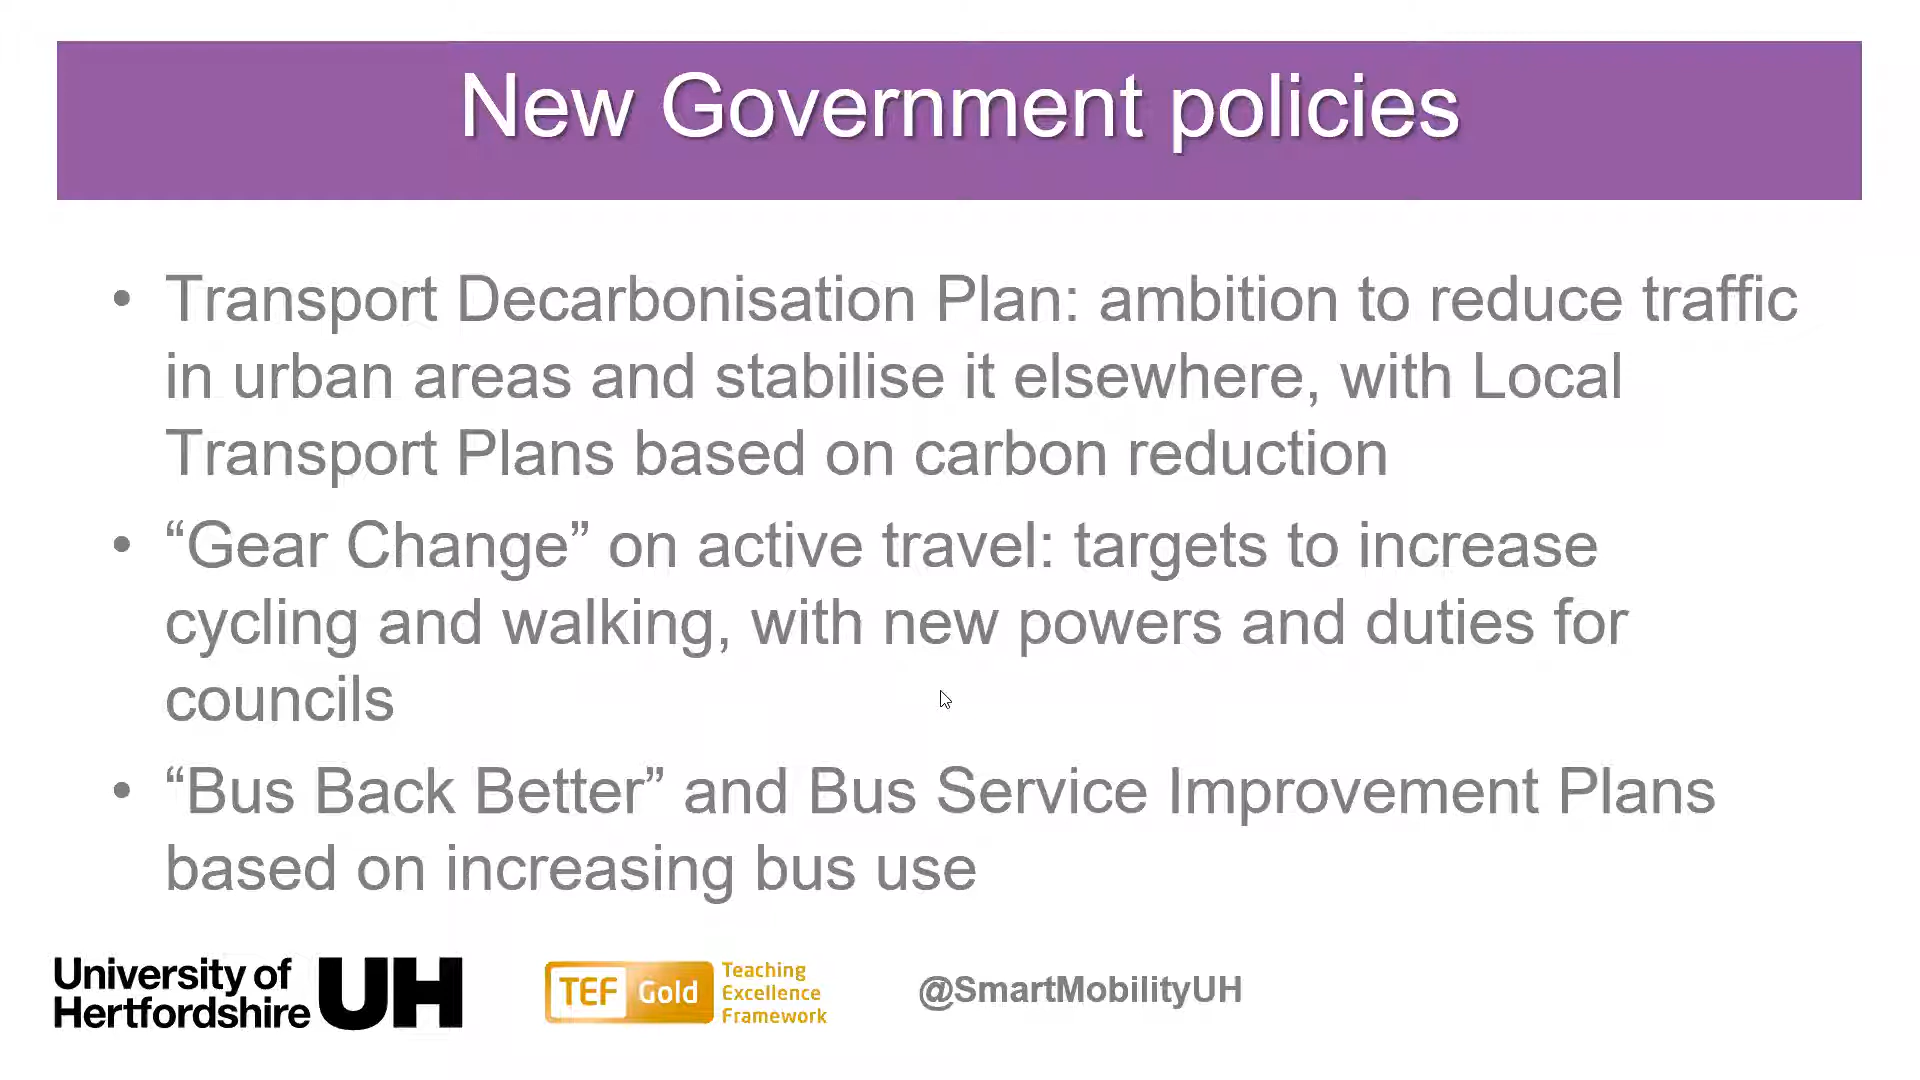 New Government policies
• Transport Decarbonisation Plan: ambition to reduce traffic
in urban areas and stabilise it elsewhere, with Local
Transport Plans based on carbon reduction
• “Gear Change” on active travel: targets to increase
cycling and walking, with new powers and duties for
councils
• “Bus Back Better” and Bus Service Improvement Plans
based on increasing bus use
University of
Hertfordshire UH
TEF Gold
Teaching
Excellence
Framework
@SmartMobilityUH